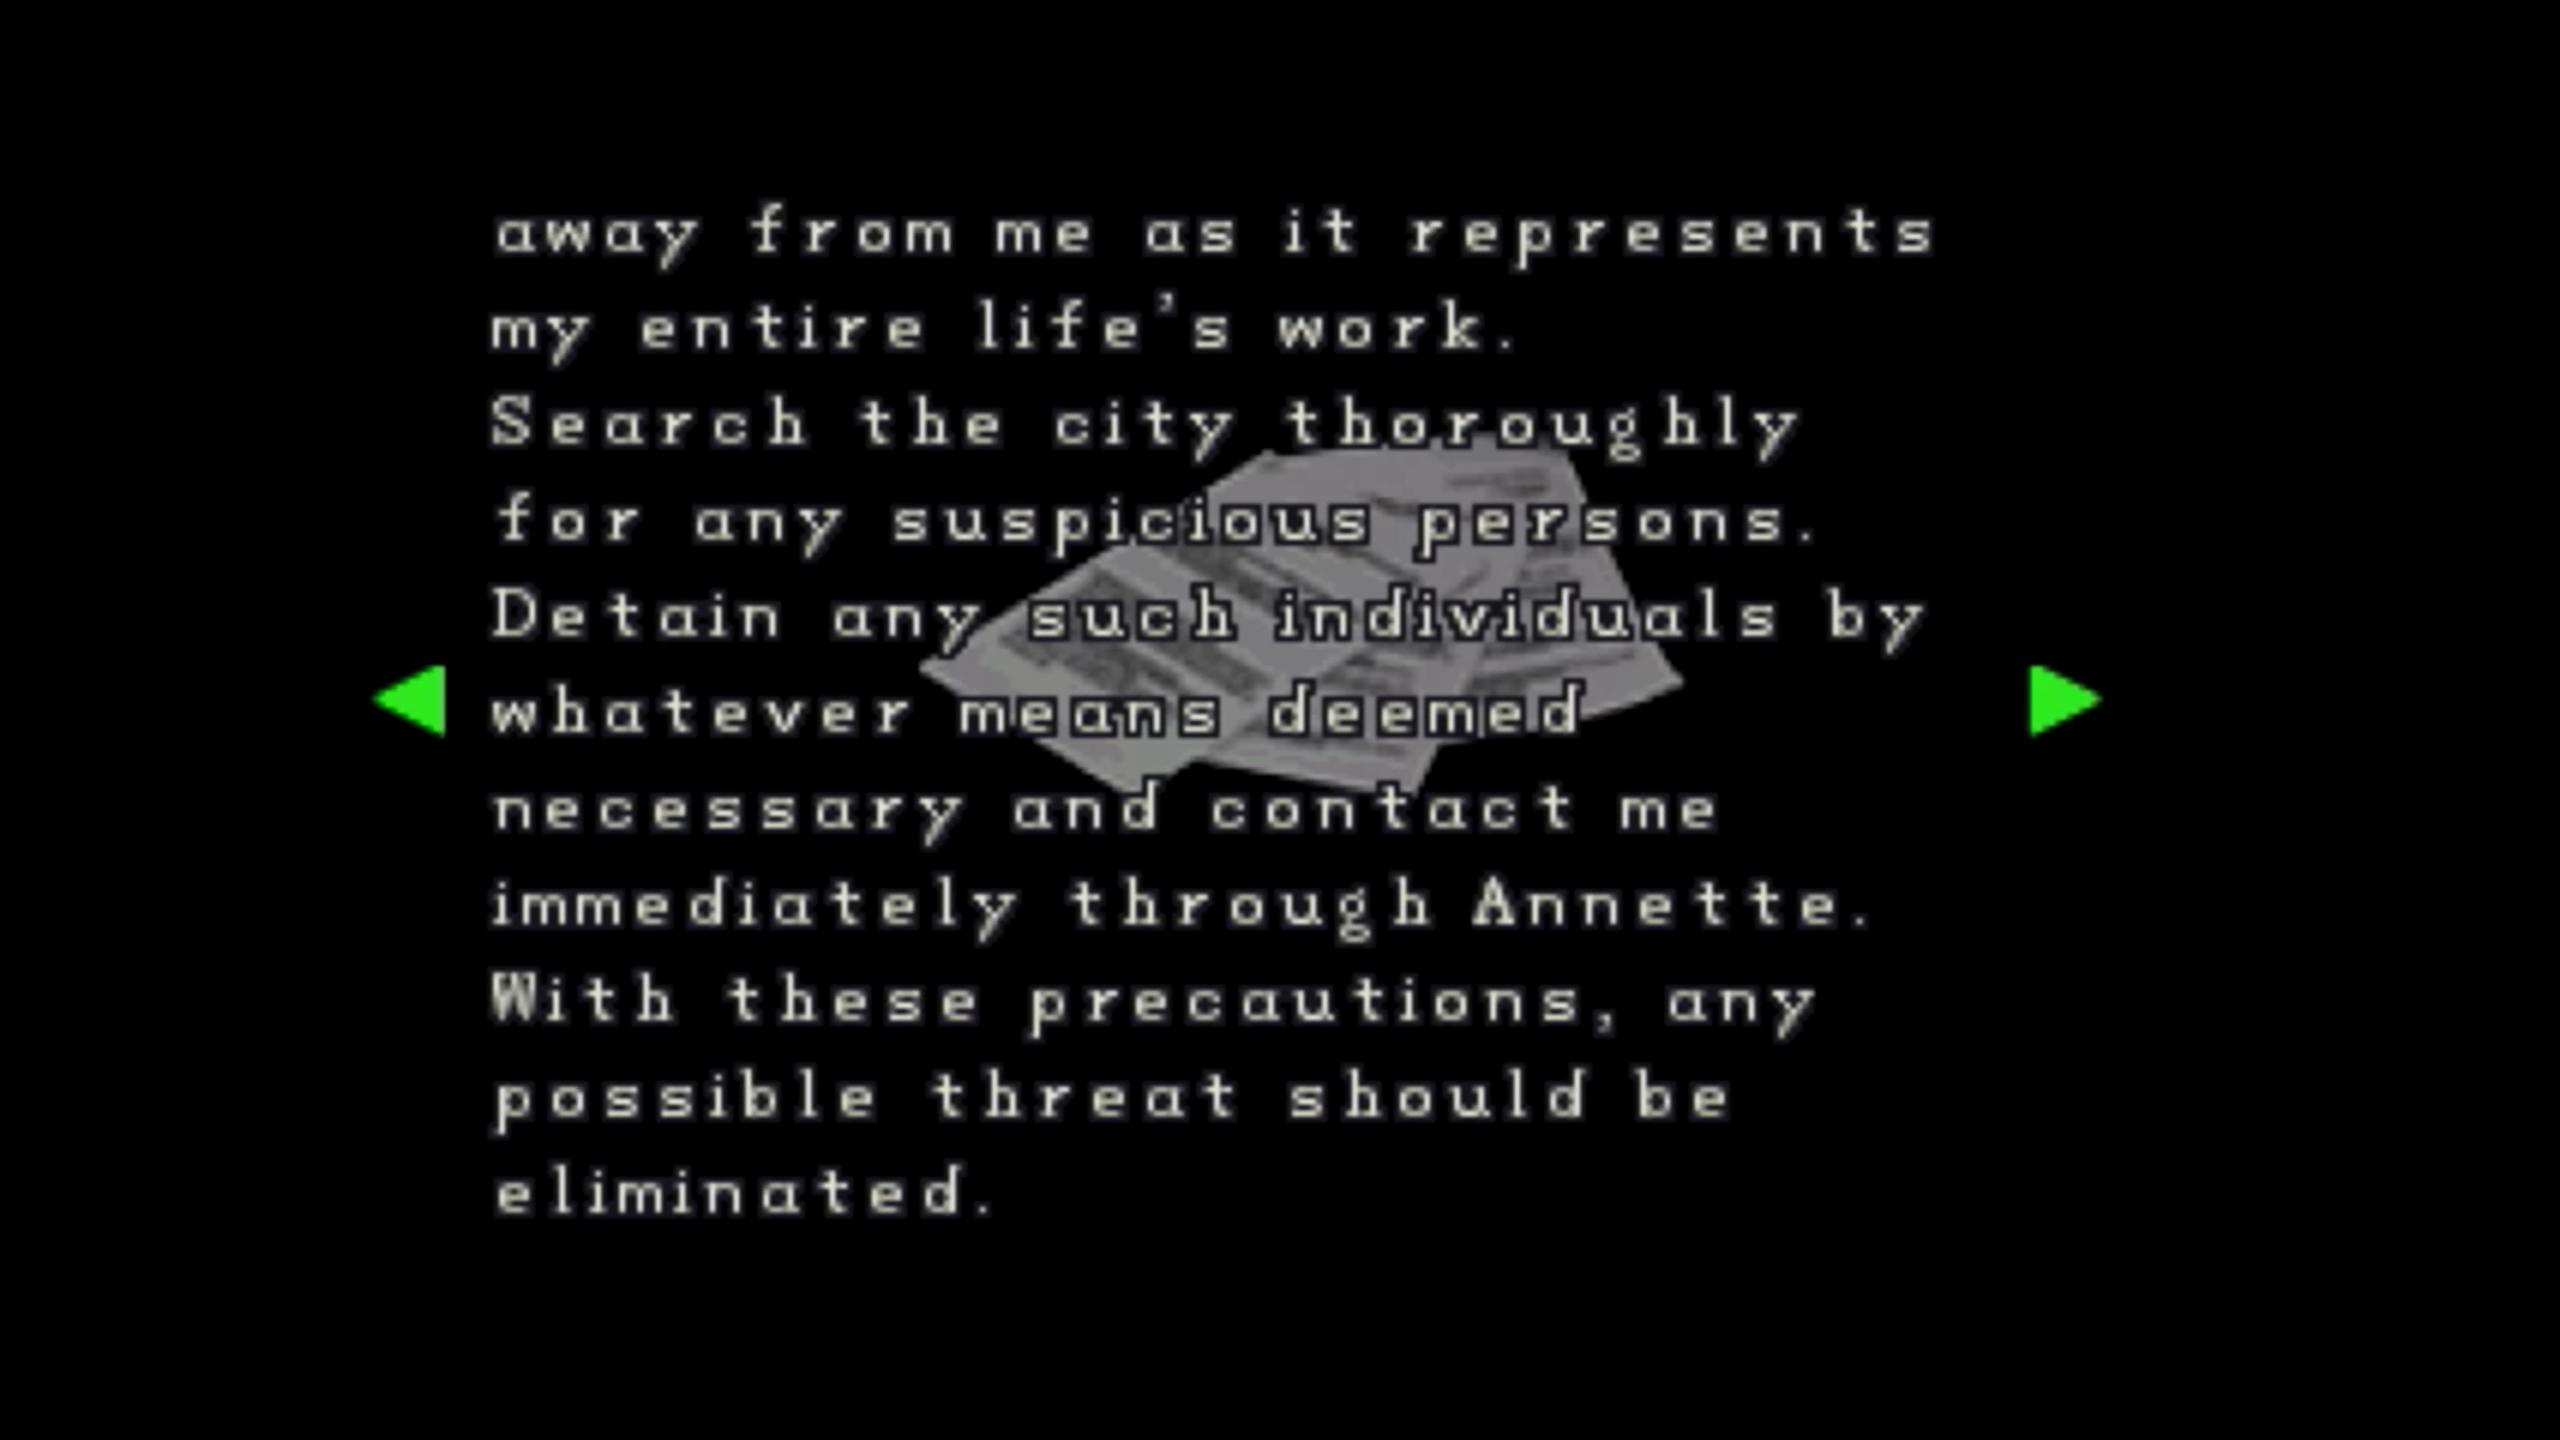 away from me as it represents
my entire life's work.
Search the city thoroughly
for any suspicious persons.
Detain any such individuals by
whatever means deemed
necessary and contact me
immediately through Annette.
With these precautions, any
possible threat should be
eliminated.